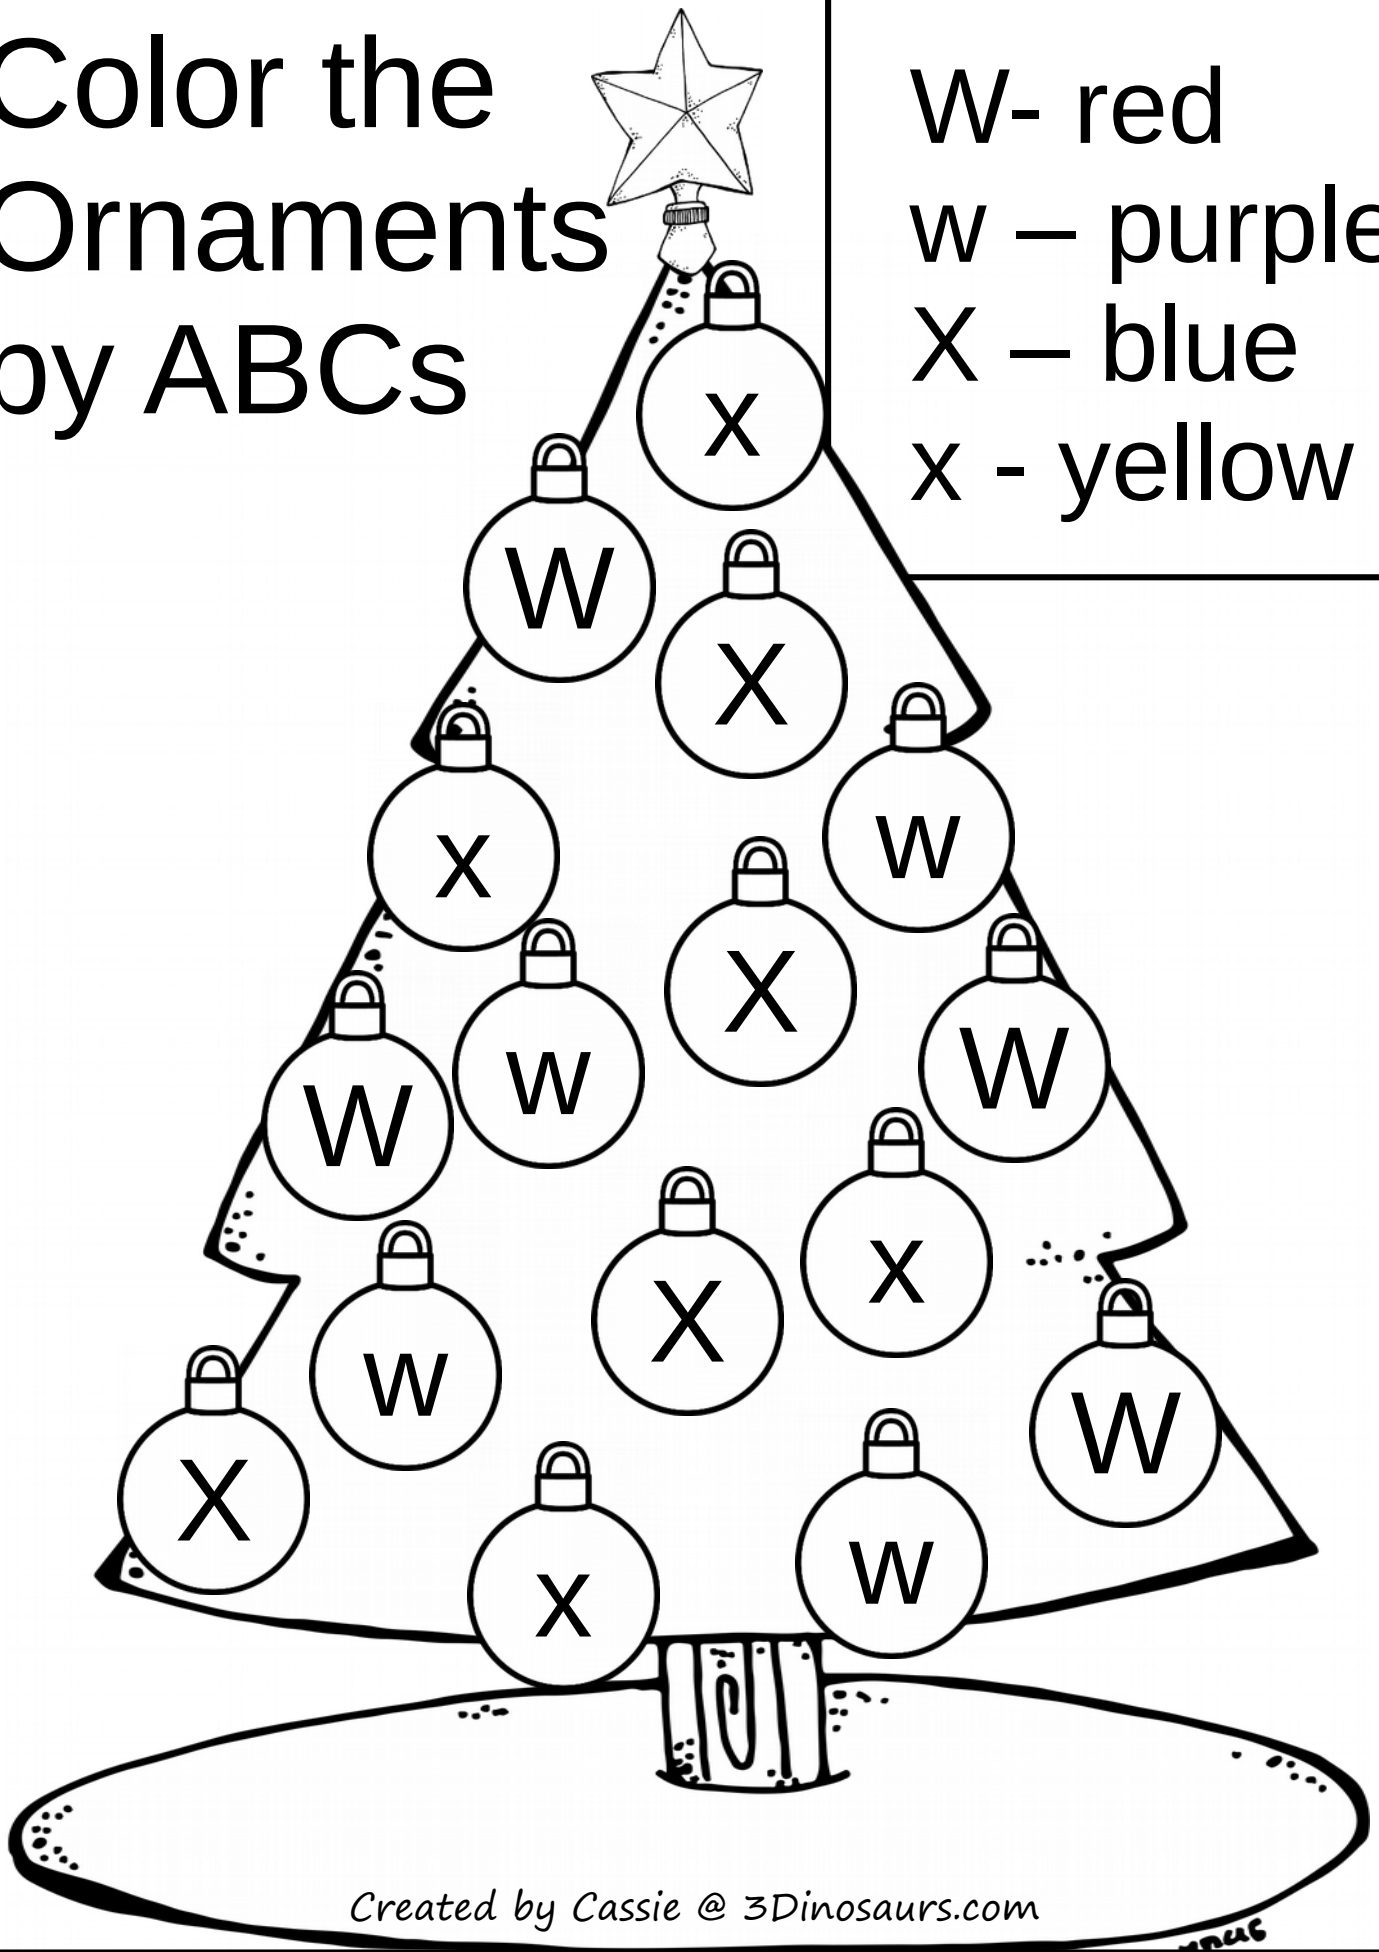 Color the
Ornaments
by ABCs
W- red
w – purple
X – blue
x - yellow
x
W
X
x
w
X
W
w
W
X
x
w
X
W
x
w
Created by Cassie @ 3Dinosaurs.com